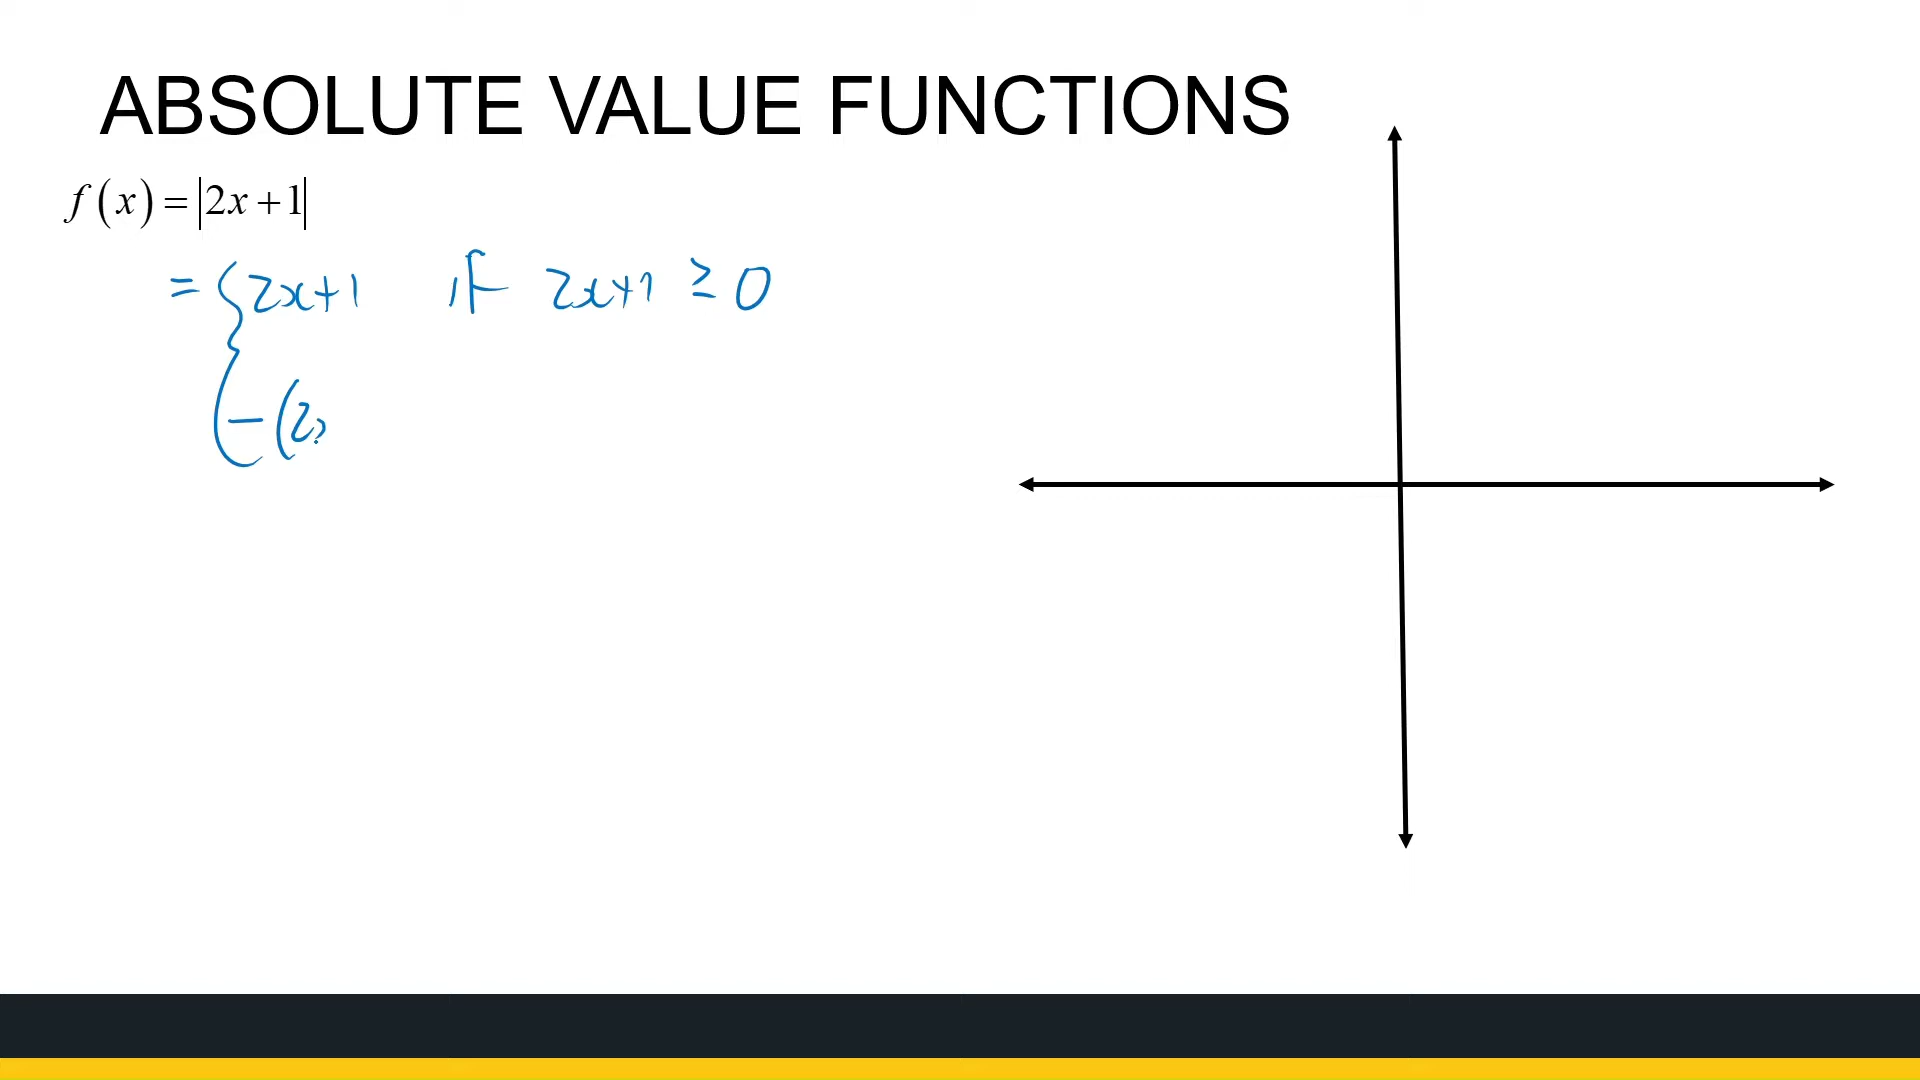 ABSOLUTE VALUE FUNCTIONS
f(x) = |2x+1|
= { 2x+1 if 2x+1 ≥ 0
-(2